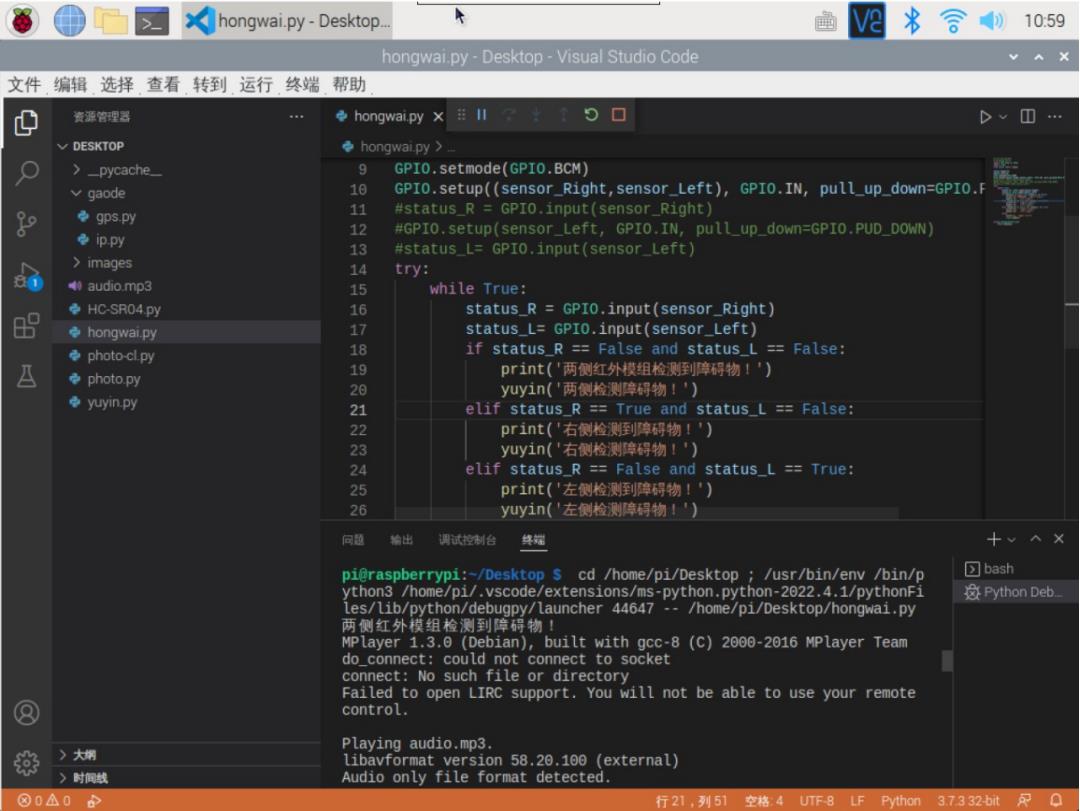 hongwai.py - Desktop...
10:59
hongwai.py - Desktop - Visual Studio Code
文件 编辑 选择 查看 转到 运行 终端 帮助
资源管理器
DESKTOP
__pycache__
gaode
gps.py
ip.py
images
audio.mp3
HC-SR04.py
hongwai.py
photo-cl.py
photo.py
yuyin.py
大纲
时间线
1
hongwai.py
hongwai.py > ...
9 GPIO.setmode(GPIO.BCM)
10 GPIO.setup((sensor_Right,sensor_Left), GPIO.IN, pull_up_down=GPIO.P
11 #status_R = GPIO.input(sensor_Right)
12 #GPIO.setup(sensor_Left, GPIO.IN, pull_up_down=GPIO.PUD_DOWN)
13 #status_L= GPIO.input(sensor_Left)
14 try:
15 while True:
16 status_R = GPIO.input(sensor_Right)
17 status_L= GPIO.input(sensor_Left)
18 if status_R == False and status_L == False:
19 print('两侧红外模组检测到障碍物！')
20 yuyin('两侧检测障碍物！')
21 elif status_R == True and status_L == False:
22 print('右侧检测到障碍物！')
23 yuyin('右侧检测障碍物！')
24 elif status_R == False and status_L == True:
25 print('左侧检测到障碍物！')
26 yuyin('左侧检测障碍物！')
问题 输出 调试控制台 终端
pi@raspberrypi:~/Desktop $ cd /home/pi/Desktop ; /usr/bin/env /bin/p
ython3 /home/pi/.vscode/extensions/ms-python.python-2022.4.1/pythonFi
les/lib/python/debugpy/launcher 44647 -- /home/pi/Desktop/hongwai.py
两侧红外模组检测到障碍物！
MPlayer 1.3.0 (Debian), built with gcc-8 (C) 2000-2016 MPlayer Team
do_connect: could not connect to socket
connect: No such file or directory
Failed to open LIRC support. You will not be able to use your remote
control.
Playing audio.mp3.
libavformat version 58.20.100 (external)
Audio only file format detected.
bash
Python Deb...
0 0
行 21，列 51 空格: 4 UTF-8 LF Python 3.7.3 32-bit